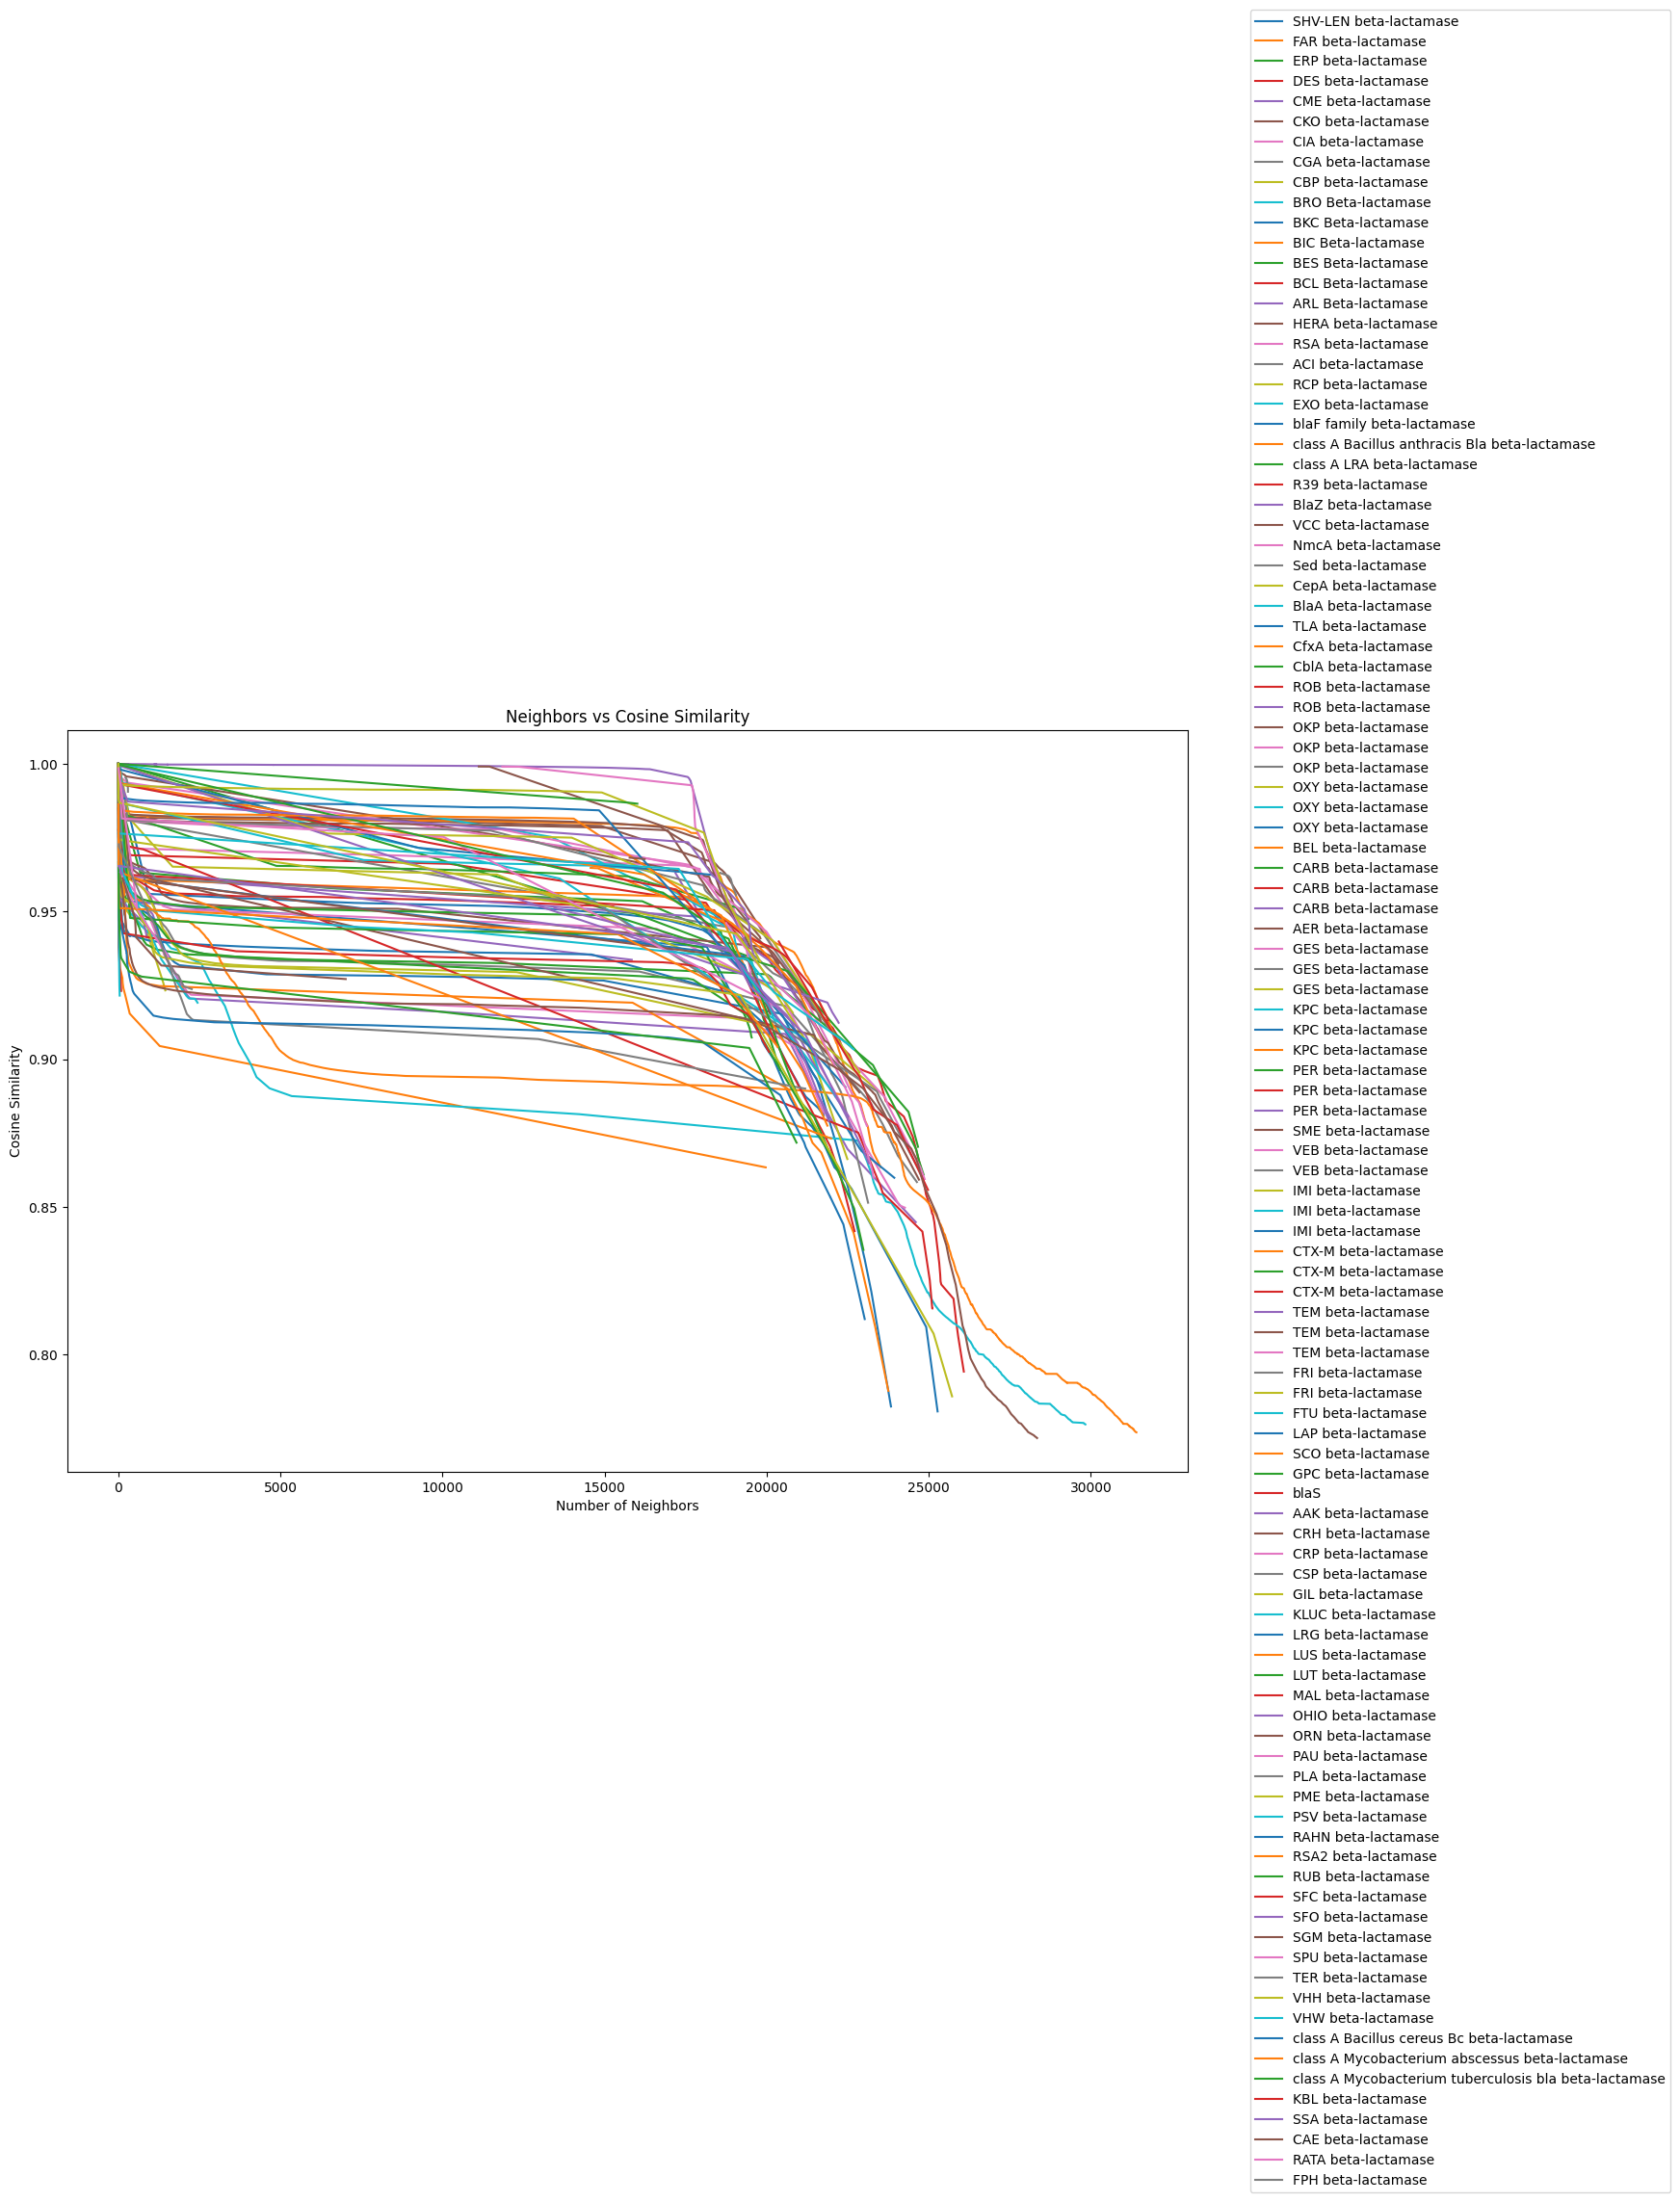 Neighbors vs Cosine Similarity
Cosine Similarity
1.00
0.95
0.90
0.85
0.80
0
5000
10000
15000
20000
25000
30000
Number of Neighbors
SHV-LEN beta-lactamase
FAR beta-lactamase
ERP beta-lactamase
DES beta-lactamase
CME beta-lactamase
CKO beta-lactamase
CIA beta-lactamase
CGA beta-lactamase
CBP beta-lactamase
BRO Beta-lactamase
BKC Beta-lactamase
BIC Beta-lactamase
BES Beta-lactamase
BCL Beta-lactamase
ARL Beta-lactamase
HERA beta-lactamase
RSA beta-lactamase
ACI beta-lactamase
RCP beta-lactamase
EXO beta-lactamase
blaF family beta-lactamase
class A Bacillus anthracis Bla beta-lactamase
class A LRA beta-lactamase
R39 beta-lactamase
BlaZ beta-lactamase
VCC beta-lactamase
NmcA beta-lactamase
Sed beta-lactamase
CepA beta-lactamase
BlaA beta-lactamase
TLA beta-lactamase
CfxA beta-lactamase
CblA beta-lactamase
ROB beta-lactamase
ROB beta-lactamase
OKP beta-lactamase
OKP beta-lactamase
OKP beta-lactamase
OXY beta-lactamase
OXY beta-lactamase
OXY beta-lactamase
BEL beta-lactamase
CARB beta-lactamase
CARB beta-lactamase
CARB beta-lactamase
AER beta-lactamase
GES beta-lactamase
GES beta-lactamase
GES beta-lactamase
KPC beta-lactamase
KPC beta-lactamase
KPC beta-lactamase
PER beta-lactamase
PER beta-lactamase
PER beta-lactamase
SME beta-lactamase
VEB beta-lactamase
VEB beta-lactamase
IMI beta-lactamase
IMI beta-lactamase
IMI beta-lactamase
CTX-M beta-lactamase
CTX-M beta-lactamase
CTX-M beta-lactamase
TEM beta-lactamase
TEM beta-lactamase
TEM beta-lactamase
FRI beta-lactamase
FRI beta-lactamase
FTU beta-lactamase
LAP beta-lactamase
SCO beta-lactamase
GPC beta-lactamase
blaS
AAK beta-lactamase
CRH beta-lactamase
CRP beta-lactamase
CSP beta-lactamase
GIL beta-lactamase
KLUC beta-lactamase
LRG beta-lactamase
LUS beta-lactamase
LUT beta-lactamase
MAL beta-lactamase
OHIO beta-lactamase
ORN beta-lactamase
PAU beta-lactamase
PLA beta-lactamase
PME beta-lactamase
PSV beta-lactamase
RAHN beta-lactamase
RSA2 beta-lactamase
RUB beta-lactamase
SFC beta-lactamase
SFO beta-lactamase
SGM beta-lactamase
SPU beta-lactamase
TER beta-lactamase
VHH beta-lactamase
VHW beta-lactamase
class A Bacillus cereus Bc beta-lactamase
class A Mycobacterium abscessus beta-lactamase
class A Mycobacterium tuberculosis bla beta-lactamase
KBL beta-lactamase
SSA beta-lactamase
CAE beta-lactamase
RATA beta-lactamase
FPH beta-lactamase